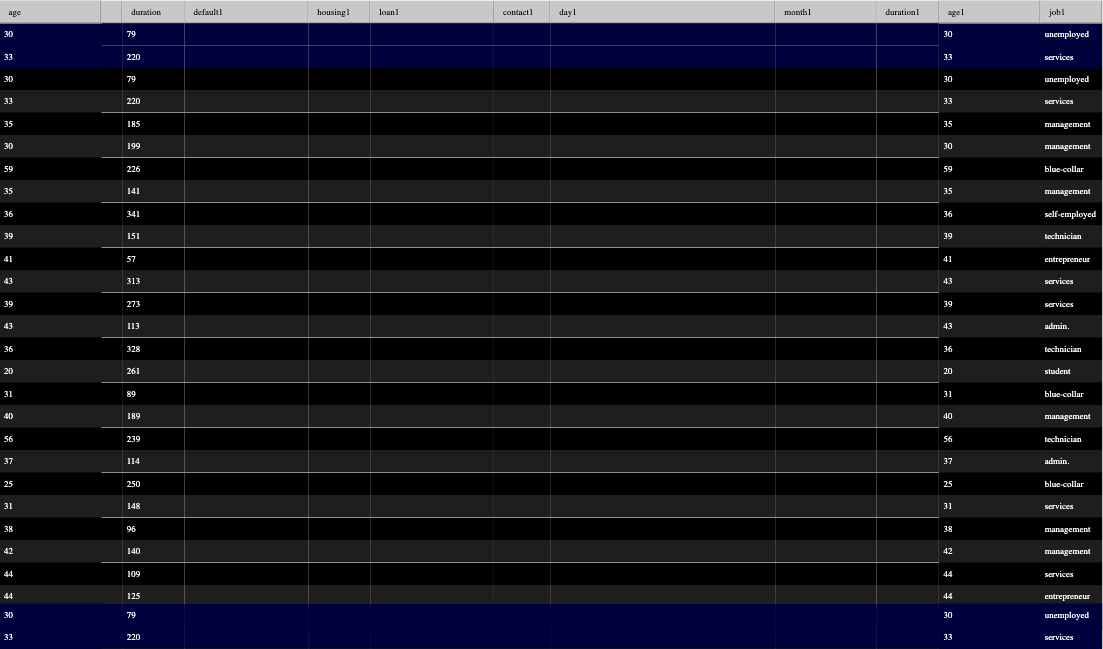 age duration default1 housing1 loan1 contact1 day1 month1 duration1 age1 job1
30 79 30 unemployed
33 220 33 services
30 79 30 unemployed
33 220 33 services
35 185 35 management
30 199 30 management
59 226 59 blue-collar
35 141 35 management
36 341 36 self-employed
39 151 39 technician
41 57 41 entrepreneur
43 313 43 services
39 273 39 services
43 113 43 admin.
36 328 36 technician
20 261 20 student
31 89 31 blue-collar
40 189 40 management
56 239 56 technician
37 114 37 admin.
25 250 25 blue-collar
31 148 31 services
38 96 38 management
42 140 42 management
44 109 44 services
44 125 44 entrepreneur
30 79 30 unemployed
33 220 33 services